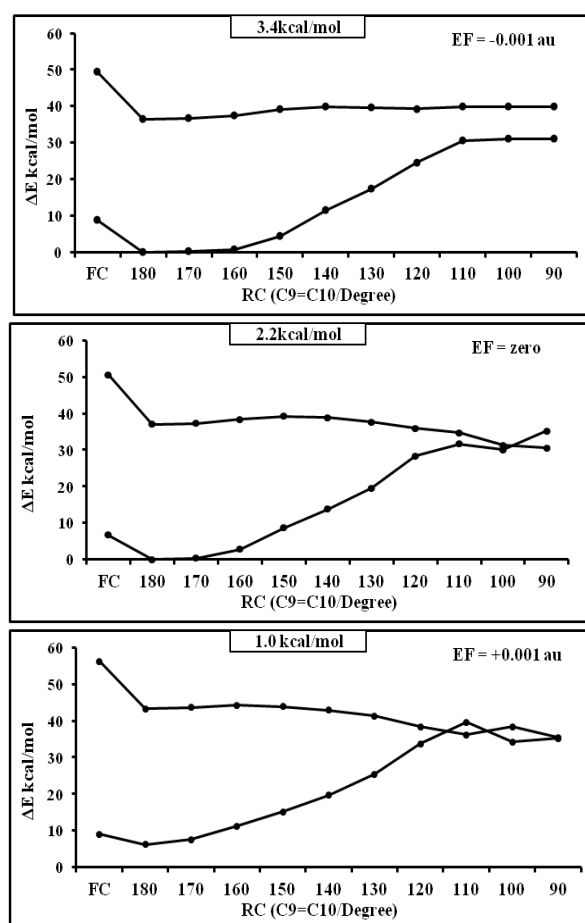 3.4kcal/mol
EF = -0.001 au
ΔE kcal/mol
50
40
30
20
10
0
60
FC 180 170 160 150 140 130 120 110 100 90
RC (C9=C10/Degree)
2.2kcal/mol
EF = zero
ΔE kcal/mol
60
50
40
30
20
10
0
FC 180 170 160 150 140 130 120 110 100 90
RC (C9=C10/Degree)
1.0 kcal/mol
EF = +0.001 au
ΔE kcal/mol
60
50
40
30
20
10
0
FC 180 170 160 150 140 130 120 110 100 90
RC (C9=C10/Degree)